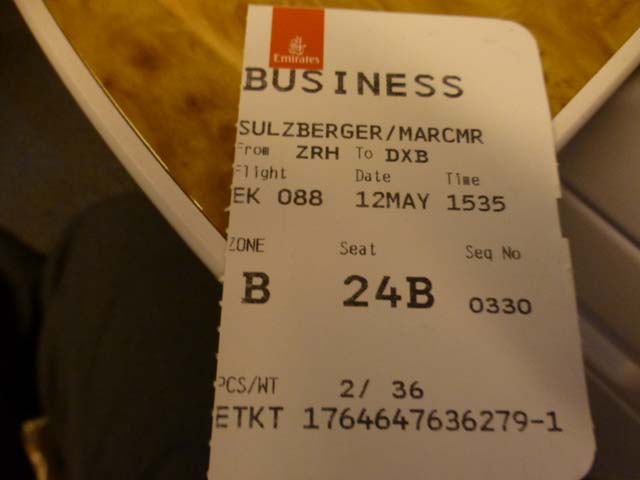 Emirates
BUSINESS
SULZBERGER/MARCMR
From ZRH To DXB
Flight Date Time
EK 088 12MAY 1535
ZONE Seat Seq No
B 24B 0330
PCS/WT 2/ 36
ETKT 1764647636279-1